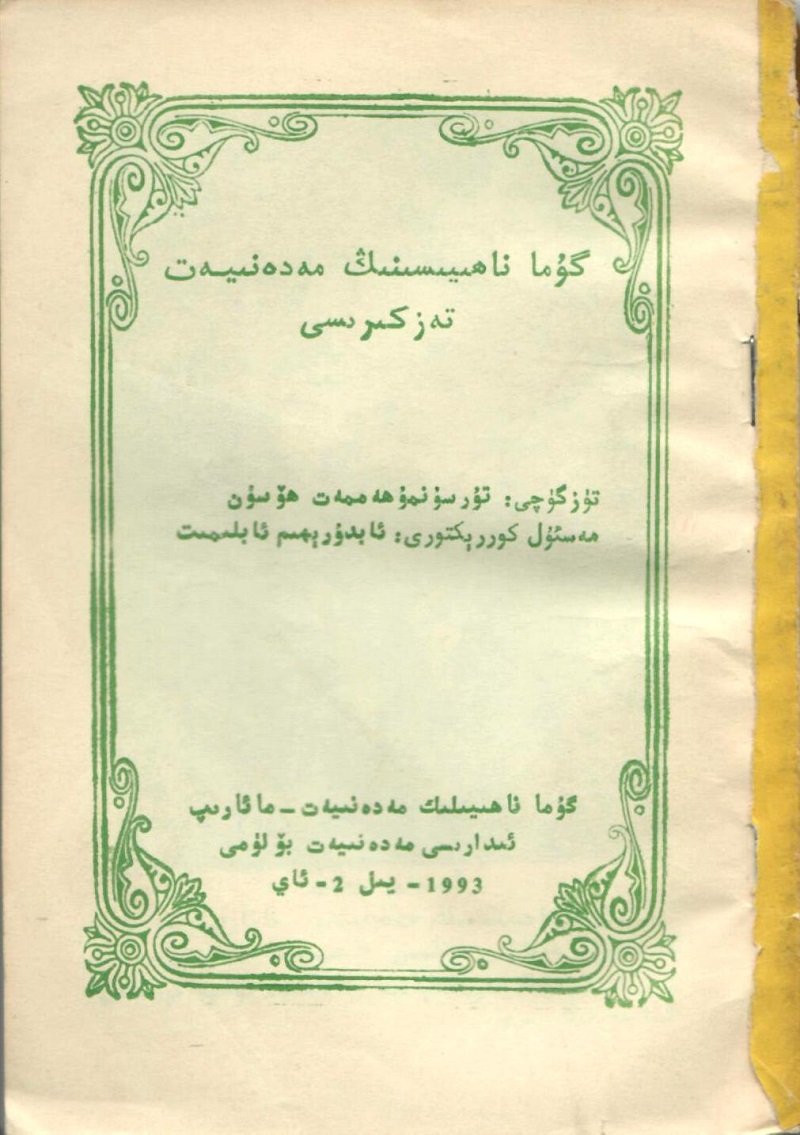 گۇما ناھىيىسىنىڭ مەدەنىيەت
تەزكىرىسى
تۈزگۈچى: تۇرسۇنمۇھەممەت ھۆسۈن
مەسئۇل كوررېكتورى: ئابدۇرېھىم ئابلىمىت
گۇما ناھىيىلىك مەدەنىيەت - مائارىپ
ئىدارىسى مەدەنىيەت بۆلۈمى
1993 - يىل 2 - ئاي